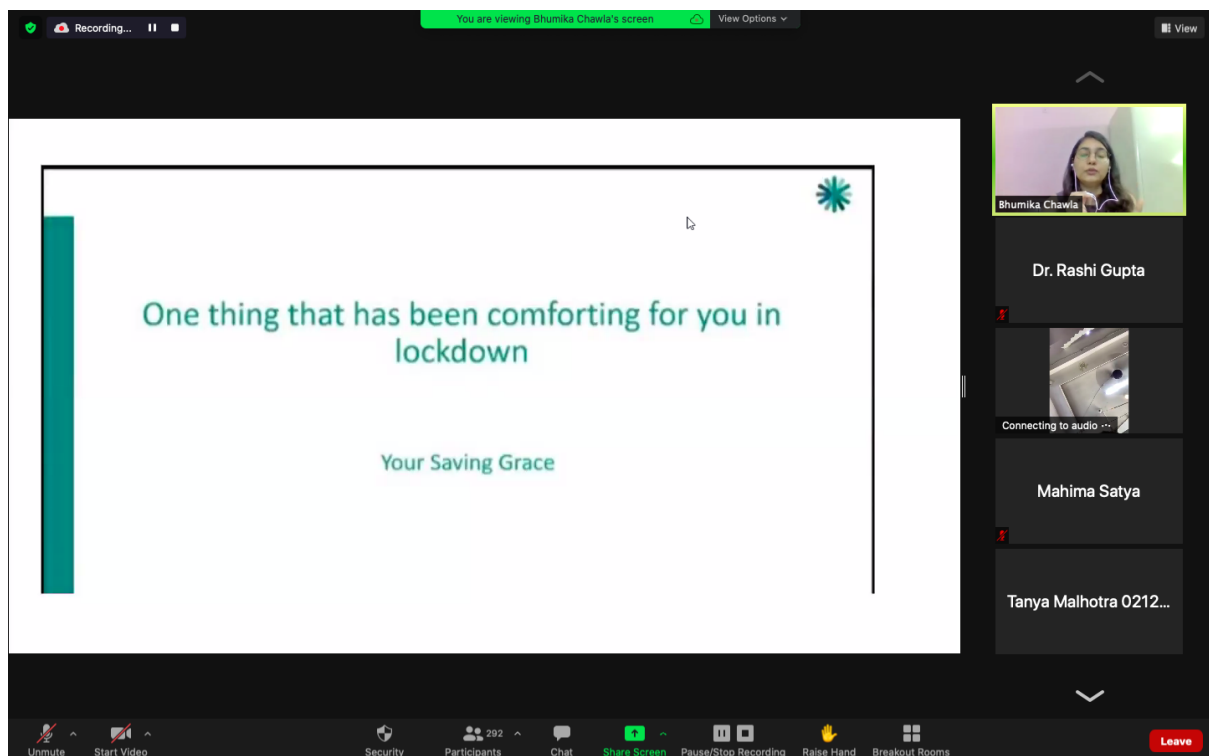 Recording...
You are viewing Bhumika Chawla's screen
View Options
View
One thing that has been comforting for you in
lockdown
Your Saving Grace
Bhumika Chawla
Dr. Rashi Gupta
Connecting to audio ...
Mahima Satya
Tanya Malhotra 0212...
Unmute
Start Video
Security
292
Participants
Chat
Share Screen
Pause/Stop Recording
Raise Hand
Breakout Rooms
Leave